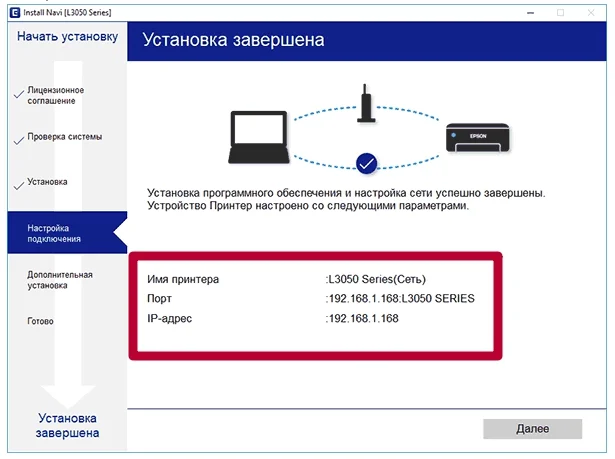 Install Navi [L3050 Series]
Начать установку
Лицензионное
соглашение
Проверка системы
Установка
Настройка
подключения
Дополнительная
установка
Готово
Установка
завершена
Установка завершена
EPSON
Установка программного обеспечения и настройка сети успешно завершены.
Устройство Принтер настроено со следующими параметрами.
Имя принтера :L3050 Series(Сеть)
Порт :192.168.1.168:L3050 SERIES
IP-адрес :192.168.1.168
Далее